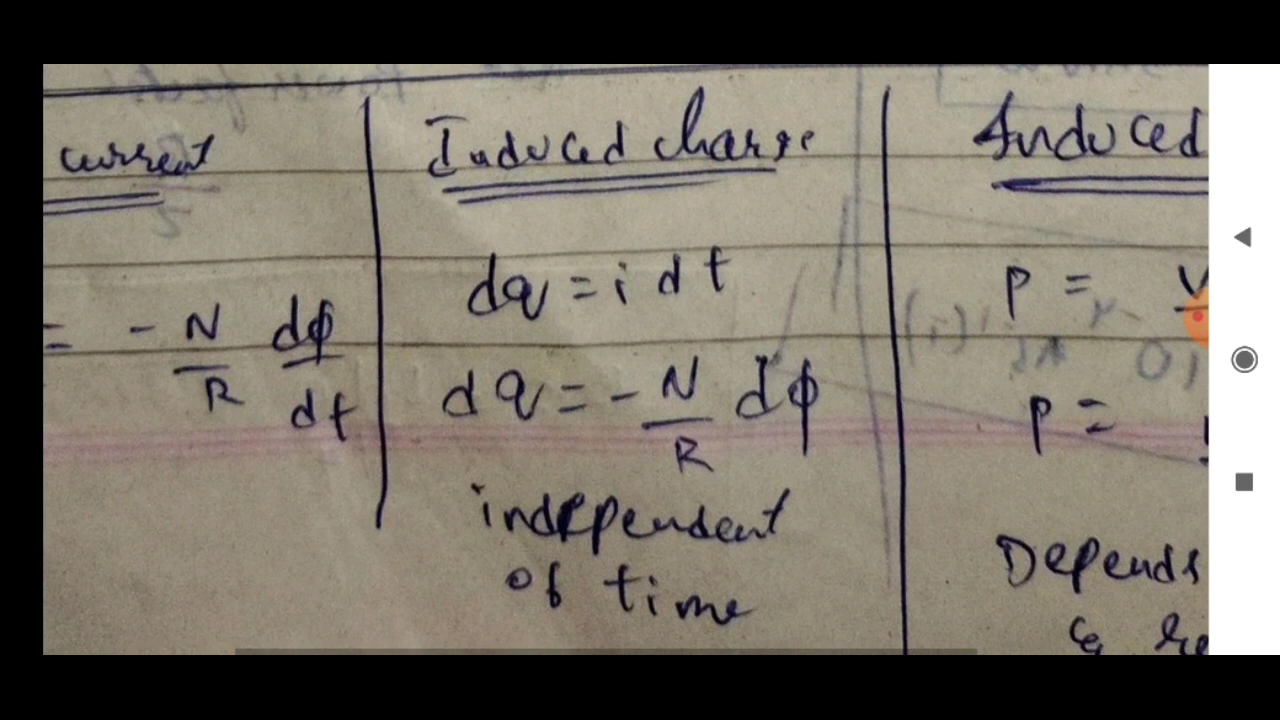 current
= - N/R dφ/dt
Induced charge
dq = i dt
dq = - N/R dφ
independent
of time
Induced
P = V
P =
Depends
&